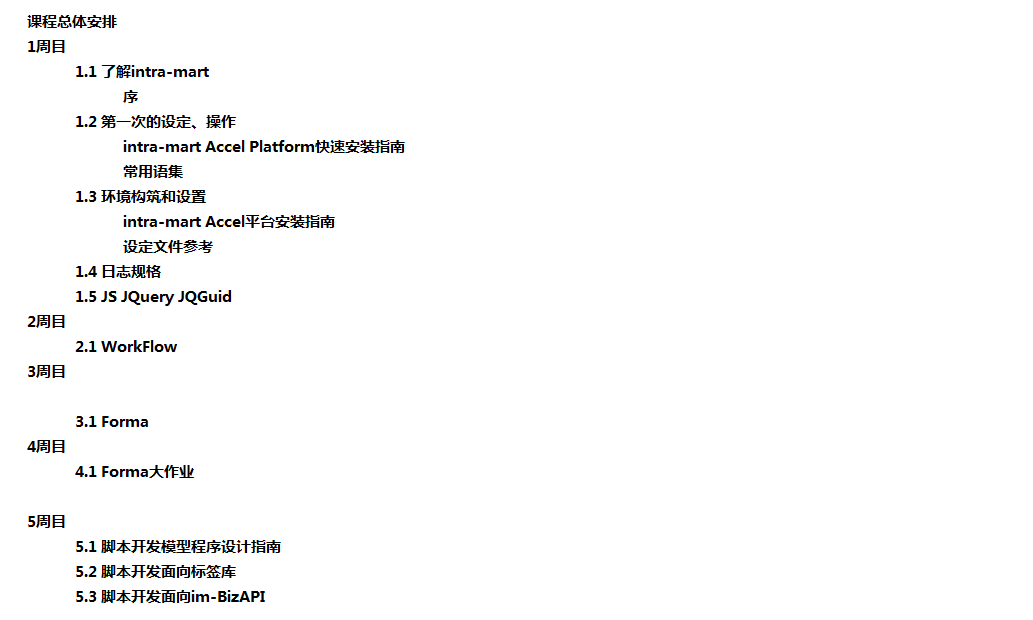 课程总体安排
1周目
1.1 了解intra-mart
序
1.2 第一次的设定、操作
intra-mart Accel Platform快速安装指南
常用语集
1.3 环境构筑和设置
intra-mart Accel平台安装指南
设定文件参考
1.4 日志规格
1.5 JS JQuery JQGuid
2周目
2.1 WorkFlow
3周目
3.1 Forma
4周目
4.1 Forma大作业
5周目
5.1 脚本开发模型程序设计指南
5.2 脚本开发面向标签库
5.3 脚本开发面向im-BizAPI